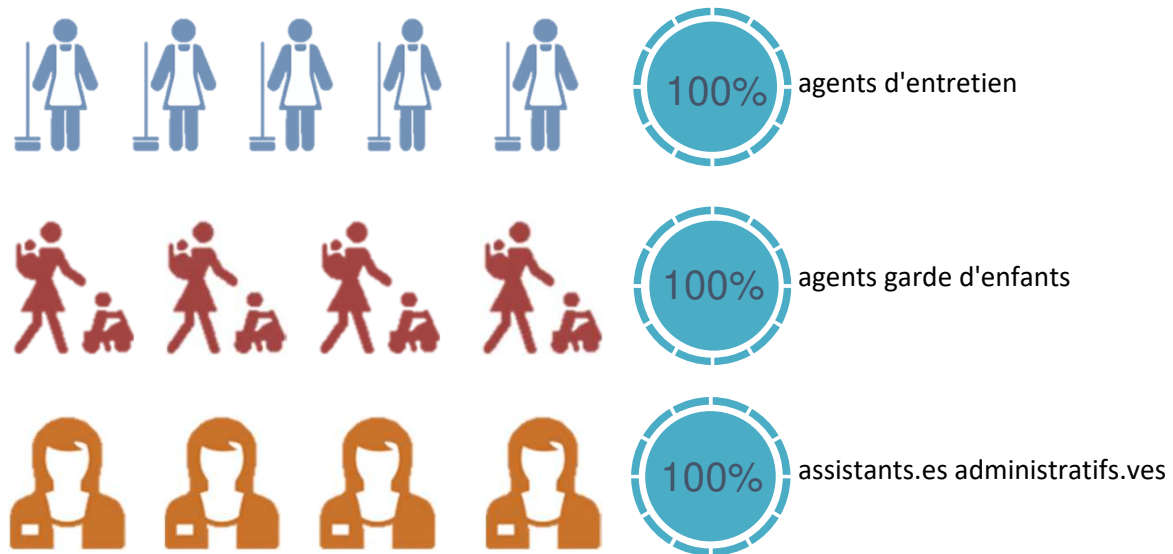 100% agents d'entretien
100% agents garde d'enfants
100% assistants.es administratifs.ves